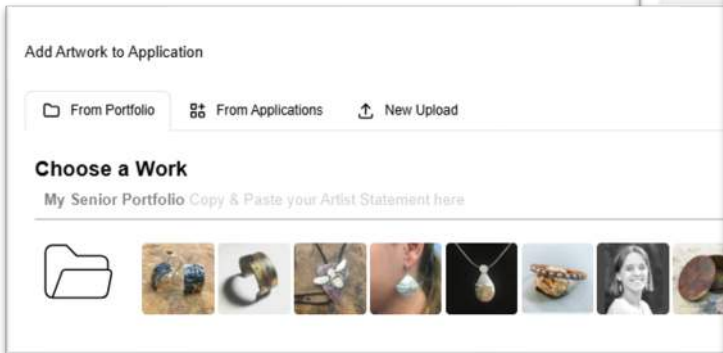 Add Artwork to Application
From Portfolio From Applications New Upload
Choose a Work
My Senior Portfolio Copy & Paste your Artist Statement here